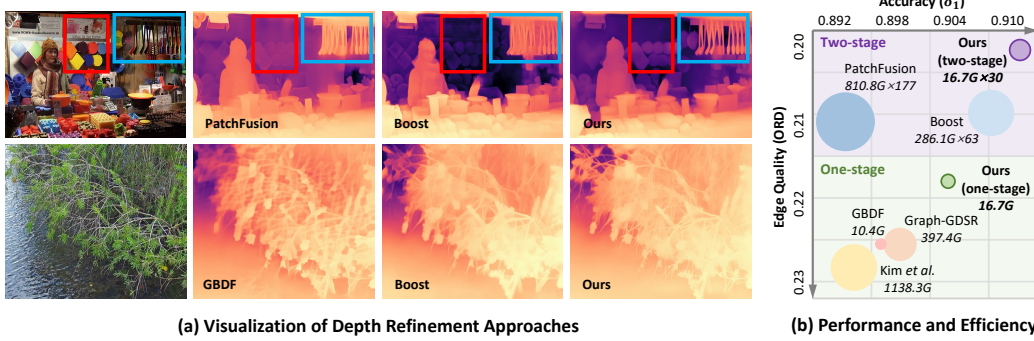 PatchFusion
Boost
Ours
GBDF
Boost
Ours
(a) Visualization of Depth Refinement Approaches
Accuracy (δ₁)
0.892
0.898
0.904
0.910
Edge Quality (ORD)
0.20
0.21
0.22
0.23
Two-stage
Ours
(two-stage)
16.7G×30
PatchFusion
810.8G×177
Boost
286.1G×63
One-stage
Ours
(one-stage)
16.7G
GBDF
10.4G
Graph-GDSR
397.4G
Kim et al.
1138.3G
(b) Performance and Efficiency